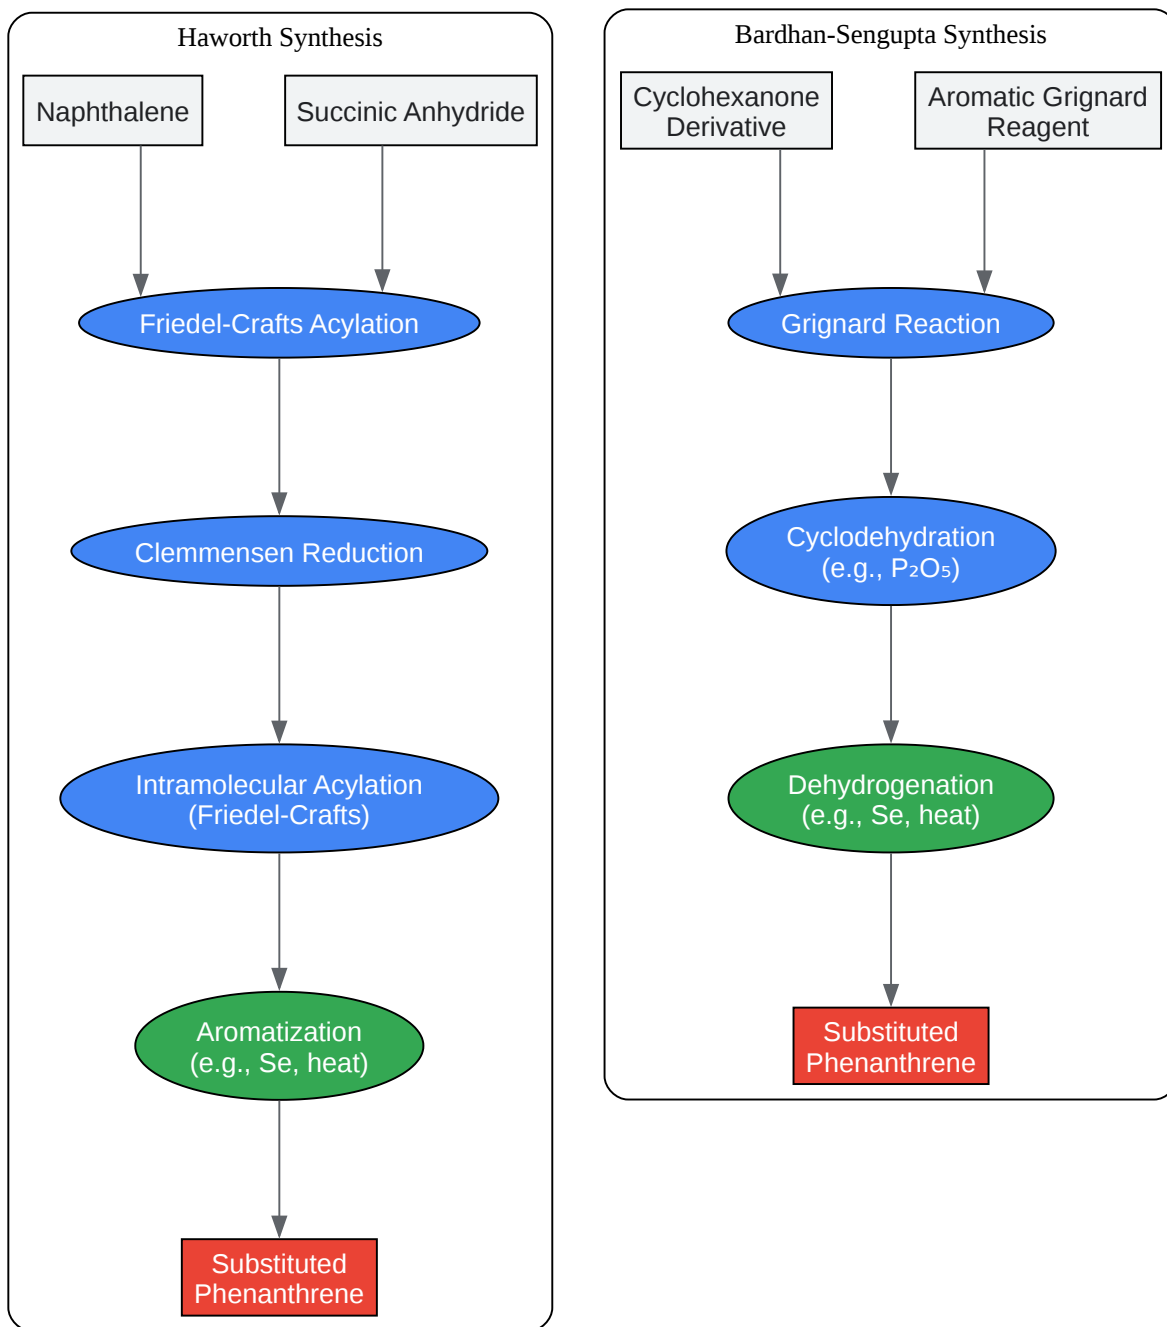 Haworth Synthesis
Naphthalene
Succinic Anhydride
Friedel-Crafts Acylation
Clemmensen Reduction
Intramolecular Acylation
(Friedel-Crafts)
Aromatization
(e.g., Se, heat)
Substituted
Phenanthrene
Bardhan-Sengupta Synthesis
Cyclohexanone
Derivative
Aromatic Grignard
Reagent
Grignard Reaction
Cyclodehydration
(e.g., P₂O₅)
Dehydrogenation
(e.g., Se, heat)
Substituted
Phenanthrene